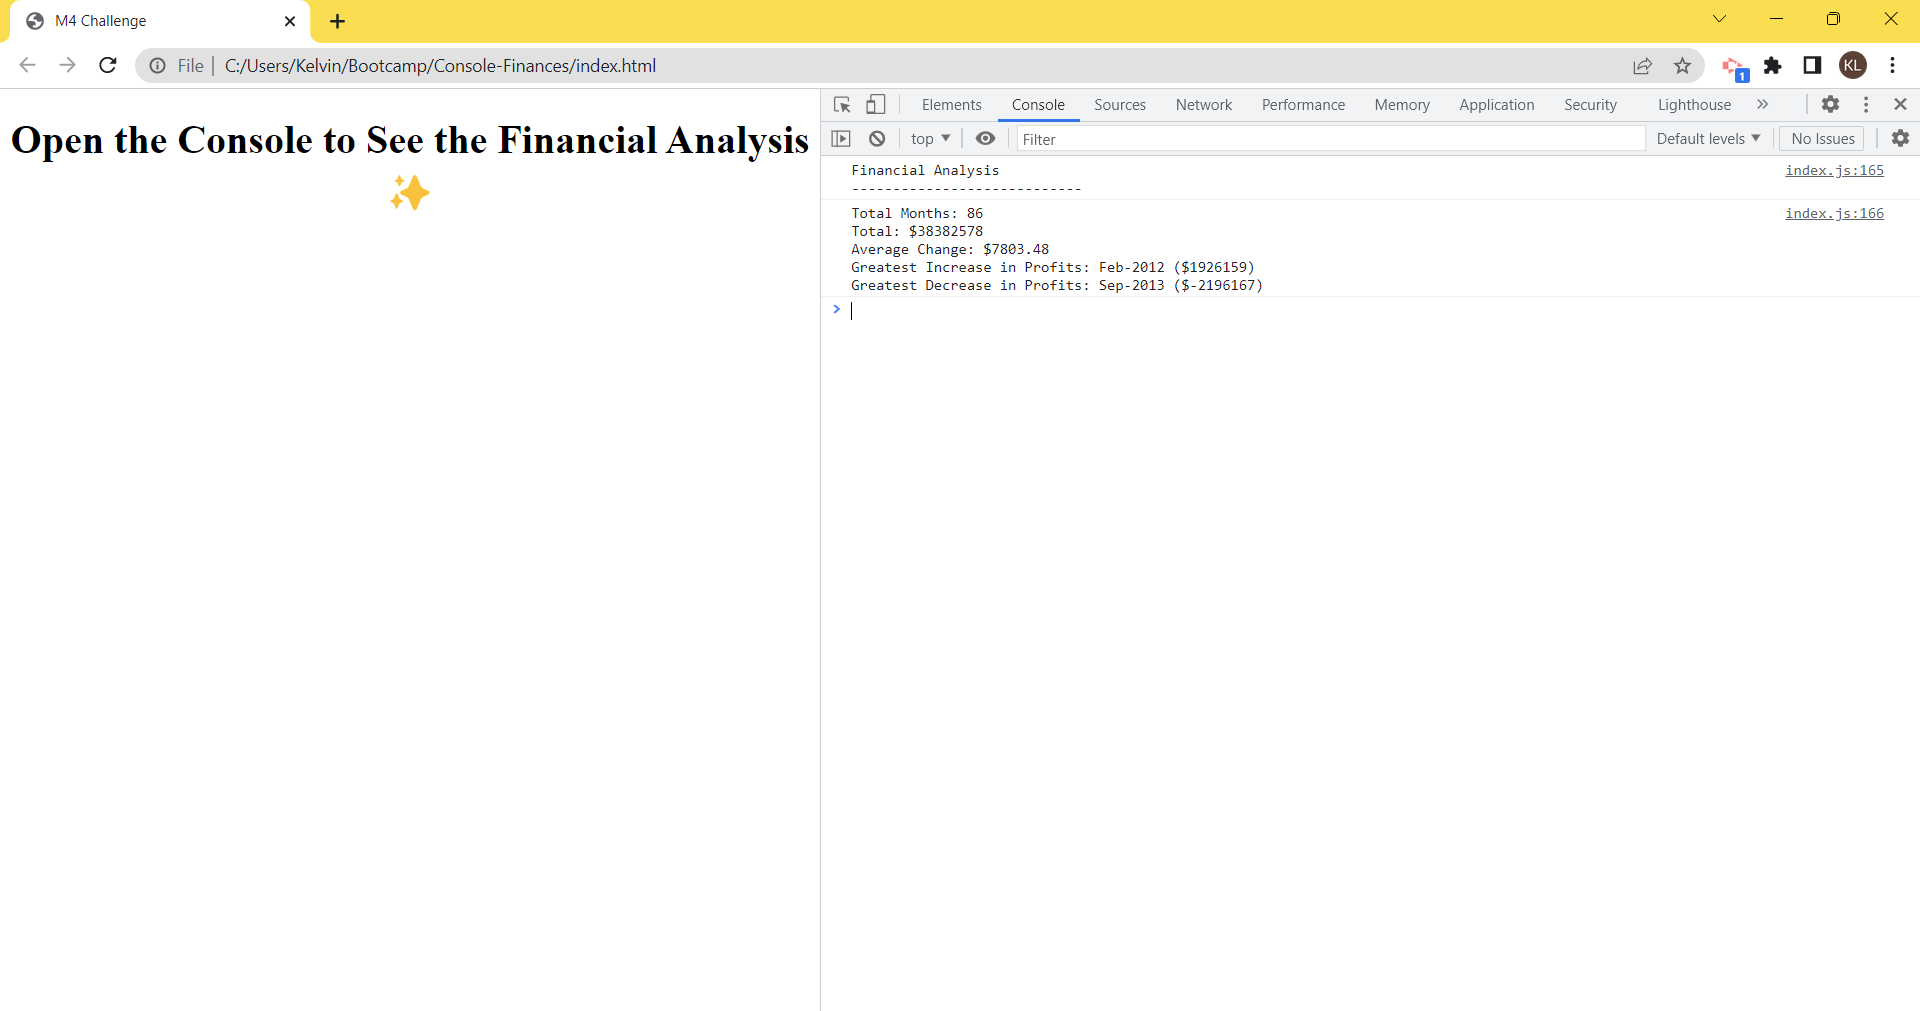 M4 Challenge
File | C:/Users/Kelvin/Bootcamp/Console-Finances/index.html
1
KL
Open the Console to See the Financial Analysis
✨
Elements Console Sources Network Performance Memory Application Security Lighthouse »
top ▼ Filter Default levels ▼ No Issues
Financial Analysis index.js:165
----------------------------
Total Months: 86 index.js:166
Total: $38382578
Average Change: $7803.48
Greatest Increase in Profits: Feb-2012 ($1926159)
Greatest Decrease in Profits: Sep-2013 ($-2196167)
>